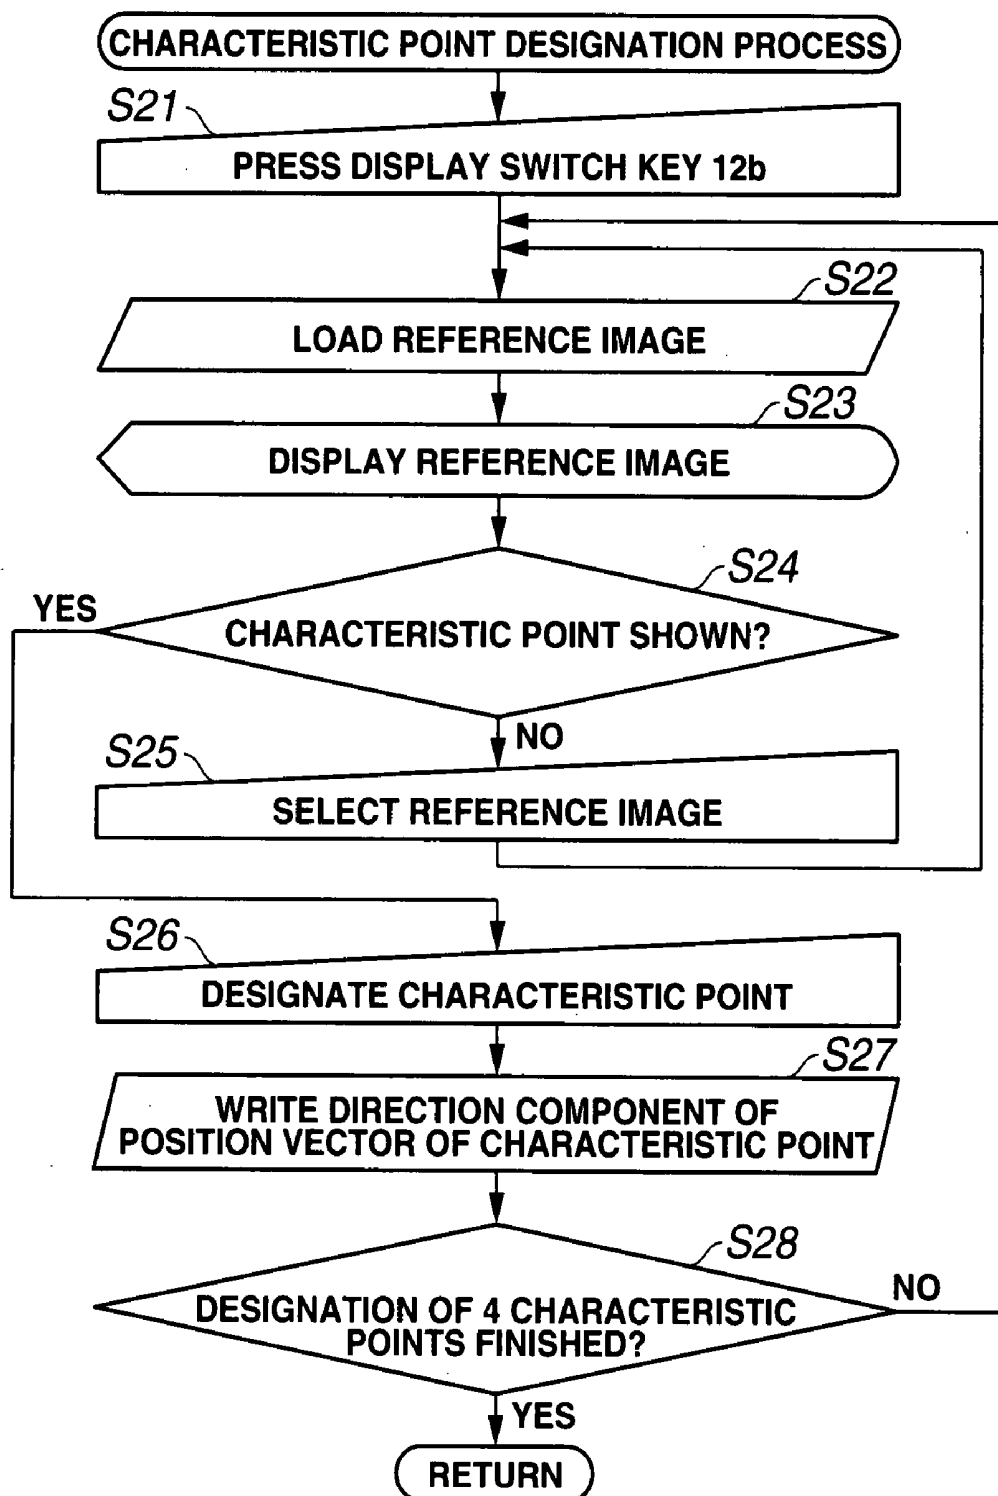 CHARACTERISTIC POINT DESIGNATION PROCESS
S21
PRESS DISPLAY SWITCH KEY 12b
S22
LOAD REFERENCE IMAGE
S23
DISPLAY REFERENCE IMAGE
S24
YES
CHARACTERISTIC POINT SHOWN?
NO
S25
SELECT REFERENCE IMAGE
S26
DESIGNATE CHARACTERISTIC POINT
S27
WRITE DIRECTION COMPONENT OF
POSITION VECTOR OF CHARACTERISTIC POINT
S28
NO
DESIGNATION OF 4 CHARACTERISTIC
POINTS FINISHED?
YES
RETURN